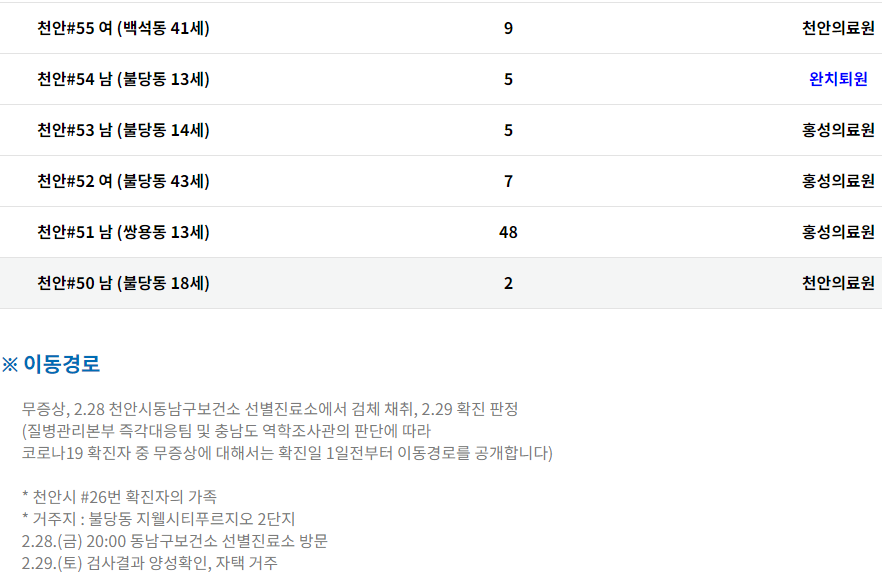 천안#55 여 (백석동 41세) 9 천안의료원
천안#54 남 (불당동 13세) 5 완치퇴원
천안#53 남 (불당동 14세) 5 홍성의료원
천안#52 여 (불당동 43세) 7 홍성의료원
천안#51 남 (쌍용동 13세) 48 홍성의료원
천안#50 남 (불당동 18세) 2 천안의료원
※ 이동경로
무증상, 2.28 천안시동남구보건소 선별진료소에서 검체 채취, 2.29 확진 판정
(질병관리본부 즉각대응팀 및 충남도 역학조사관의 판단에 따라
코로나19 확진자 중 무증상에 대해서는 확진일 1일전부터 이동경로를 공개합니다)
* 천안시 #26번 확진자의 가족
* 거주지 : 불당동 지웰시티푸르지오 2단지
2.28.(금) 20:00 동남구보건소 선별진료소 방문
2.29.(토) 검사결과 양성확인, 자택 거주